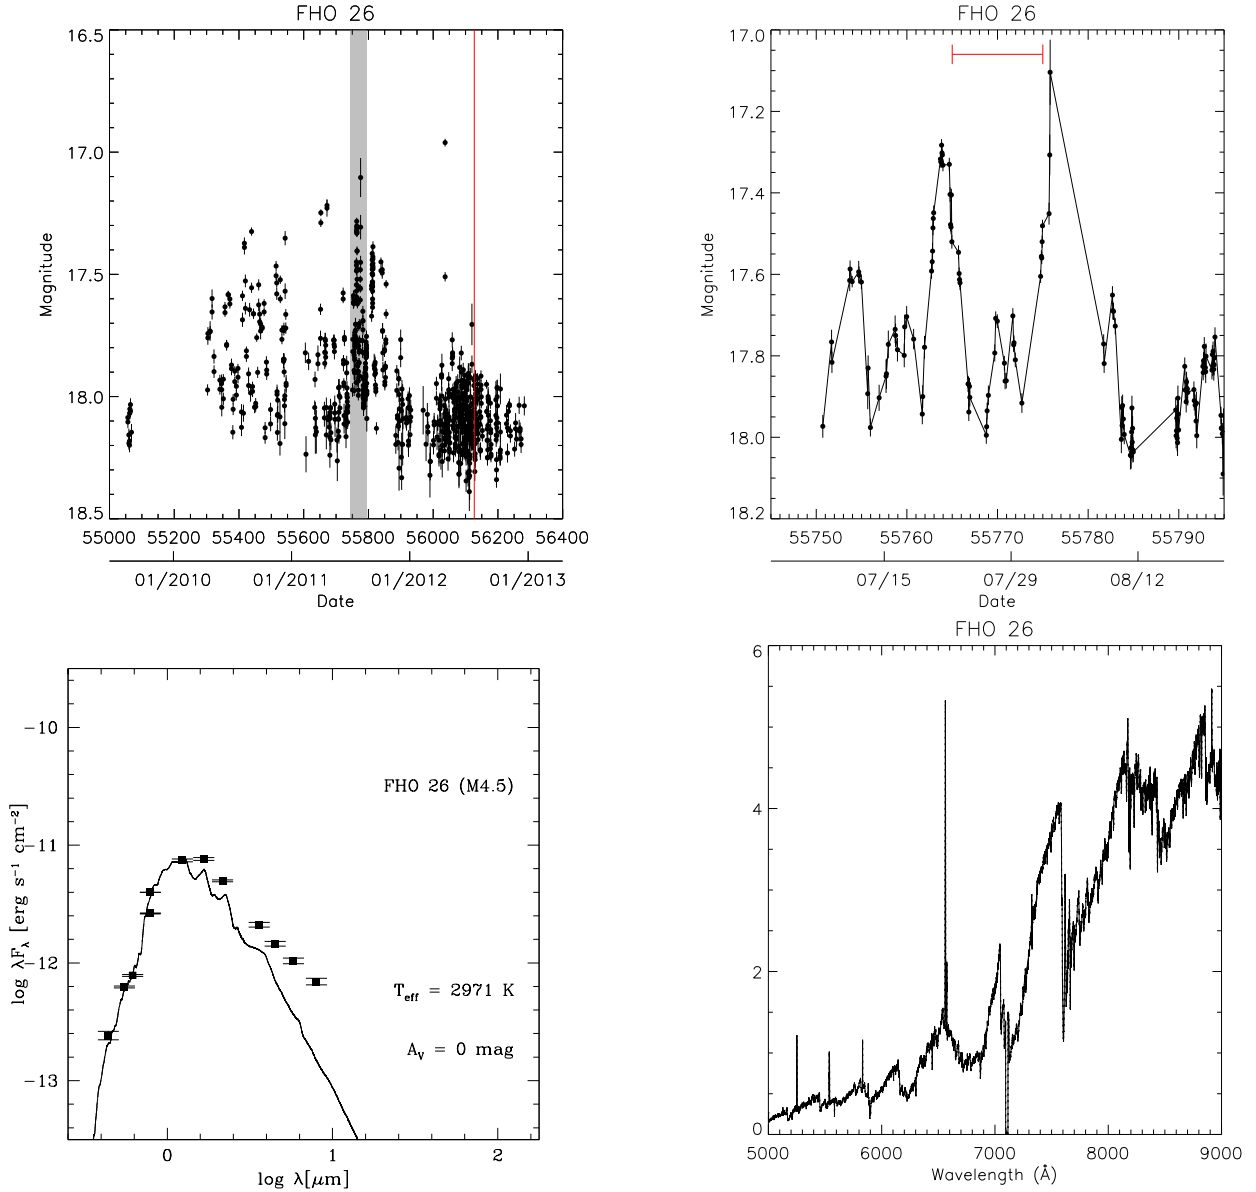 FHO 26
16.5
17.0
17.5
18.0
18.5
Magnitude
55000 55200 55400 55600 55800 56000 56200 56400
01/2010 01/2011 01/2012 01/2013
Date
FHO 26
17.0
17.2
17.4
17.6
17.8
18.0
18.2
Magnitude
55750 55760 55770 55780 55790
07/15 07/29 08/12
Date
−10
−11
−12
−13
log λFλ [erg s⁻¹ cm⁻²]
FHO 26 (M4.5)
Teff = 2971 K
AV = 0 mag
0 1 2
log λ[μm]
FHO 26
6
4
2
0
5000 6000 7000 8000 9000
Wavelength (Å)